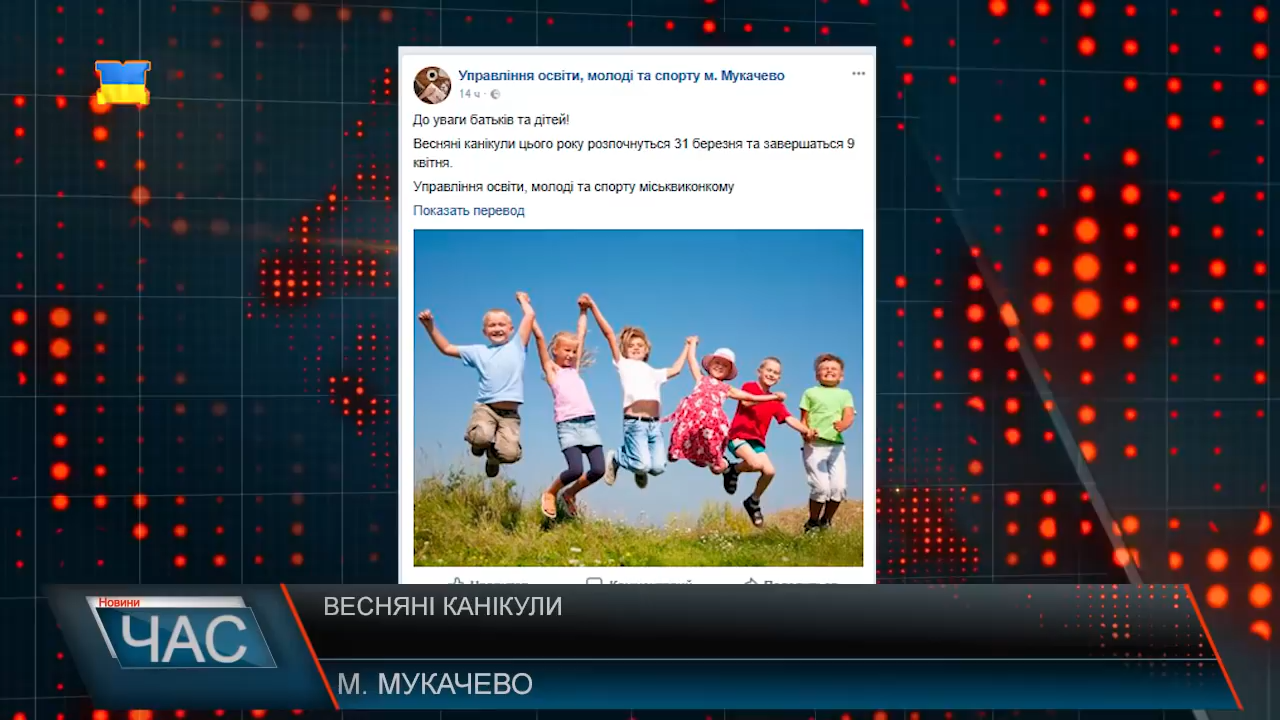 Управління освіти, молоді та спорту м. Мукачево
14 ч ·
До уваги батьків та дітей!
Весняні канікули цього року розпочнуться 31 березня та завершаться 9
квітня.
Управління освіти, молоді та спорту міськвиконкому
Показать перевод
Новини
ЧАС
ВЕСНЯНІ КАНІКУЛИ
М. МУКАЧЕВО